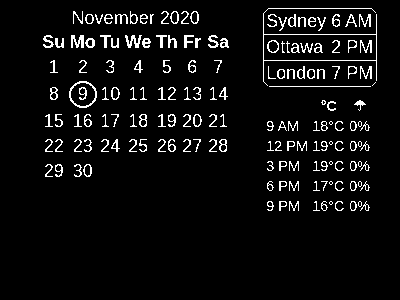 November 2020
Su Mo Tu We Th Fr Sa
1 2 3 4 5 6 7
8 9 10 11 12 13 14
15 16 17 18 19 20 21
22 23 24 25 26 27 28
29 30
Sydney 6 AM
Ottawa 2 PM
London 7 PM
°C ☂
9 AM 18°C 0%
12 PM 19°C 0%
3 PM 19°C 0%
6 PM 17°C 0%
9 PM 16°C 0%